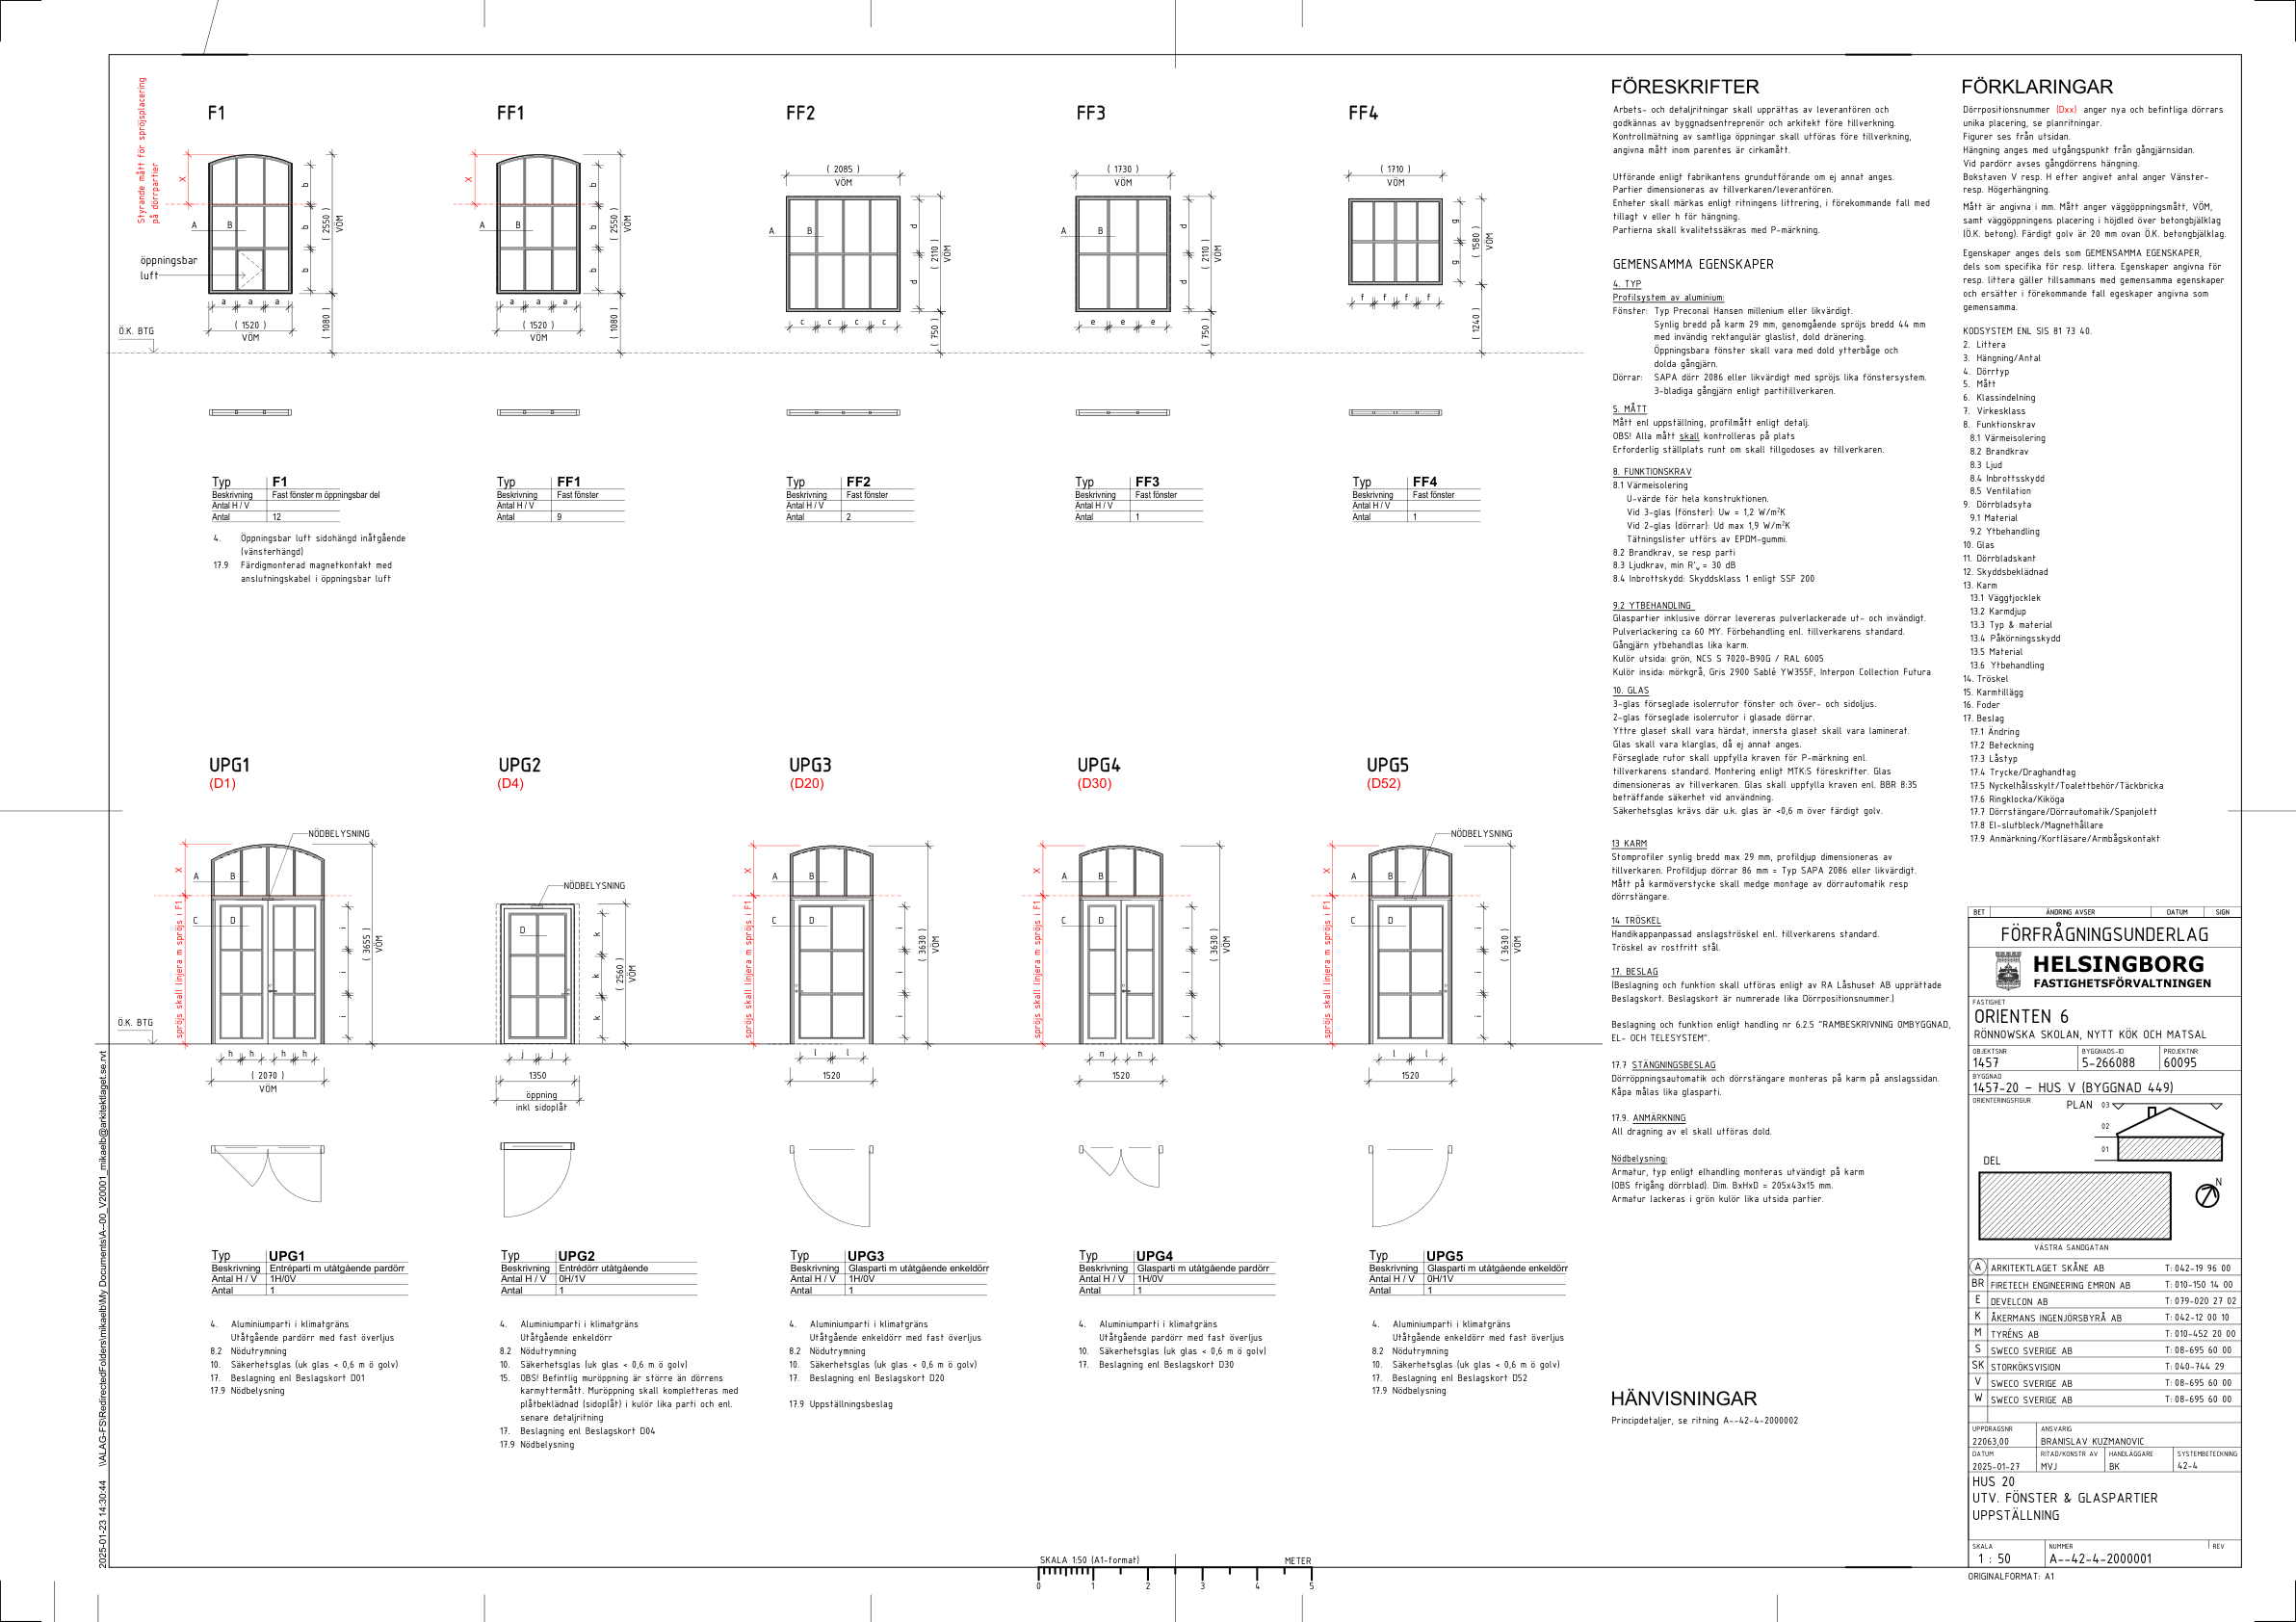 Styrande mått för spröjsplacering
på dörrpartier
F1
X
A
B
öppningsbar
luft
a a a
b b b
( 1520 )
VÖM
( 2550 )
VÖM
( 1080 )
Ö.K. BTG
FF1
X
A
B
a a a
b b b
( 1520 )
VÖM
( 2550 )
VÖM
( 1080 )
FF2
( 2085 )
VÖM
A
B
c c c c
d d
( 2110 )
VÖM
( 750 )
FF3
( 1730 )
VÖM
A
B
e e e
d d
( 2110 )
VÖM
( 750 )
FF4
( 1710 )
VÖM
f f f f
g g
( 1580 )
VÖM
( 1240 )
Typ F1
Beskrivning Fast fönster m öppningsbar del
Antal H / V
Antal 12
4. Öppningsbar luft sidohängd inåtgående
(vänsterhängd)
17.9 Färdigmonterad magnetkontakt med
anslutningskabel i öppningsbar luft
Typ FF1
Beskrivning Fast fönster
Antal H / V
Antal 9
Typ FF2
Beskrivning Fast fönster
Antal H / V
Antal 2
Typ FF3
Beskrivning Fast fönster
Antal H / V
Antal 1
Typ FF4
Beskrivning Fast fönster
Antal H / V
Antal 1
UPG1
(D1)
NÖDBELYSNING
X
A
B
C
D
spröjs skall linjera m spröjs i F1
i i i
( 3655 )
VÖM
Ö.K. BTG
h h h h
( 2070 )
VÖM
UPG2
(D4)
NÖDBELYSNING
D
k k k
( 2560 )
VÖM
j j
1350
öppning
inkl sidoplåt
UPG3
(D20)
X
A
B
C
D
spröjs skall linjera m spröjs i F1
i i i
( 3630 )
VÖM
l l
1520
UPG4
(D30)
X
A
B
C
D
spröjs skall linjera m spröjs i F1
i i i
( 3630 )
VÖM
n n
1520
UPG5
(D52)
NÖDBELYSNING
X
A
B
C
D
spröjs skall linjera m spröjs i F1
i i i
( 3630 )
VÖM
l l
1520
Typ UPG1
Beskrivning Entréparti m utåtgående pardörr
Antal H / V 1H/0V
Antal 1
4. Aluminiumparti i klimatgräns
Utåtgående pardörr med fast överljus
8.2 Nödutrymning
10. Säkerhetsglas (uk glas < 0,6 m ö golv)
17. Beslagning enl Beslagskort D01
17.9 Nödbelysning
Typ UPG2
Beskrivning Entrédörr utåtgående
Antal H / V 0H/1V
Antal 1
4. Aluminiumparti i klimatgräns
Utåtgående enkeldörr
8.2 Nödutrymning
10. Säkerhetsglas (uk glas < 0,6 m ö golv)
15. OBS! Befintlig muröppning är större än dörrens
karmyttermått. Muröppning skall kompletteras med
plåtbeklädnad (sidoplåt) i kulör lika parti och enl.
senare detaljritning
17. Beslagning enl Beslagskort D04
17.9 Nödbelysning
Typ UPG3
Beskrivning Glasparti m utåtgående enkeldörr
Antal H / V 1H/0V
Antal 1
4. Aluminiumparti i klimatgräns
Utåtgående enkeldörr med fast överljus
8.2 Nödutrymning
10. Säkerhetsglas (uk glas < 0,6 m ö golv)
17. Beslagning enl Beslagskort D20
17.9 Uppställningsbeslag
Typ UPG4
Beskrivning Glasparti m utåtgående pardörr
Antal H / V 1H/0V
Antal 1
4. Aluminiumparti i klimatgräns
Utåtgående pardörr med fast överljus
10. Säkerhetsglas (uk glas < 0,6 m ö golv)
17. Beslagning enl Beslagskort D30
Typ UPG5
Beskrivning Glasparti m utåtgående enkeldörr
Antal H / V 0H/1V
Antal 1
4. Aluminiumparti i klimatgräns
Utåtgående enkeldörr med fast överljus
8.2 Nödutrymning
10. Säkerhetsglas (uk glas < 0,6 m ö golv)
17. Beslagning enl Beslagskort D52
17.9 Nödbelysning
FÖRESKRIFTER
Arbets- och detaljritningar skall upprättas av leverantören och
godkännas av byggnadsentreprenör och arkitekt före tillverkning.
Kontrollmätning av samtliga öppningar skall utföras före tillverkning,
angivna mått inom parentes är cirkamått.
Utförande enligt fabrikantens grundutförande om ej annat anges.
Partier dimensioneras av tillverkaren/leverantören.
Enheter skall märkas enligt ritningens littrering, i förekommande fall med
tillagt v eller h för hängning.
Partierna skall kvalitetssäkras med P-märkning.
GEMENSAMMA EGENSKAPER
4. TYP
Profilsystem av aluminium:
Fönster: Typ Preconal Hansen millenium eller likvärdigt.
Synlig bredd på karm 29 mm, genomgående spröjs bredd 44 mm
med invändig rektangulär glaslist, dold dränering.
Öppningsbara fönster skall vara med dold ytterbåge och
dolda gångjärn.
Dörrar: SAPA dörr 2086 eller likvärdigt med spröjs lika fönstersystem.
3-bladiga gångjärn enligt partitillverkaren.
5. MÅTT
Mått enl uppställning, profilmått enligt detalj.
OBS! Alla mått skall kontrolleras på plats
Erforderlig ställplats runt om skall tillgodoses av tillverkaren.
8. FUNKTIONSKRAV
8.1 Värmeisolering
U-värde för hela konstruktionen.
Vid 3-glas (fönster): Uw = 1,2 W/m²K
Vid 2-glas (dörrar): Ud max 1,9 W/m²K
Tätningslister utförs av EPDM-gummi.
8.2 Brandkrav, se resp parti
8.3 Ljudkrav, min R'w = 30 dB
8.4 Inbrottskydd: Skyddsklass 1 enligt SSF 200
9.2 YTBEHANDLING
Glaspartier inklusive dörrar levereras pulverlackerade ut- och invändigt.
Pulverlackering ca 60 MY. Förbehandling enl. tillverkarens standard.
Gångjärn ytbehandlas lika karm.
Kulör utsida: grön, NCS S 7020-B90G / RAL 6005
Kulör insida: mörkgrå, Gris 2900 Sablé YW355F, Interpon Collection Futura
10. GLAS
3-glas förseglade isolerrutor fönster och över- och sidoljus.
2-glas förseglade isolerrutor i glasade dörrar.
Yttre glaset skall vara härdat, innersta glaset skall vara laminerat.
Glas skall vara klarglas, då ej annat anges.
Förseglade rutor skall uppfylla kraven för P-märkning enl.
tillverkarens standard. Montering enligt MTK:S föreskrifter. Glas
dimensioneras av tillverkaren. Glas skall uppfylla kraven enl. BBR 8:35
beträffande säkerhet vid användning.
Säkerhetsglas krävs där u.k. glas är <0,6 m över färdigt golv.
13 KARM
Stomprofiler synlig bredd max 29 mm, profildjup dimensioneras av
tillverkaren. Profildjup dörrar 86 mm = Typ SAPA 2086 eller likvärdigt.
Mått på karmöverstycke skall medge montage av dörrautomatik resp
dörrstängare.
14 TRÖSKEL
Handikappanpassad anslagströskel enl. tillverkarens standard.
Tröskel av rostfritt stål.
17. BESLAG
(Beslagning och funktion skall utföras enligt av RA Låshuset AB upprättade
Beslagskort. Beslagskort är numrerade lika Dörrpositionsnummer.)
Beslagning och funktion enligt handling nr 6.2.5 "RAMBESKRIVNING OMBYGGNAD,
EL- OCH TELESYSTEM".
17.7 STÄNGNINGSBESLAG
Dörröppningsautomatik och dörrstängare monteras på karm på anslagssidan.
Kåpa målas lika glasparti.
17.9. ANMÄRKNING
All dragning av el skall utföras dold.
Nödbelysning:
Armatur, typ enligt elhandling monteras utvändigt på karm
(OBS frigång dörrblad). Dim. BxHxD = 205x43x15 mm.
Armatur lackeras i grön kulör lika utsida partier.
HÄNVISNINGAR
Principdetaljer, se ritning A--42-4-2000002
FÖRKLARINGAR
Dörrpositionsnummer (Dxx) anger nya och befintliga dörrars
unika placering, se planritningar.
Figurer ses från utsidan.
Hängning anges med utgångspunkt från gångjärnsidan.
Vid pardörr avses gångdörrens hängning.
Bokstaven V resp. H efter angivet antal anger Vänster-
resp. Högerhängning.
Mått är angivna i mm. Mått anger väggöppningsmått, VÖM,
samt väggöppningens placering i höjdled över betongbjälklag
(Ö.K. betong). Färdigt golv är 20 mm ovan Ö.K. betongbjälklag.
Egenskaper anges dels som GEMENSAMMA EGENSKAPER,
dels som specifika för resp. littera. Egenskaper angivna för
resp. littera gäller tillsammans med gemensamma egenskaper
och ersätter i förekommande fall egeskaper angivna som
gemensamma.
KODSYSTEM ENL SIS 81 73 40.
2. Littera
3. Hängning/Antal
4. Dörrtyp
5. Mått
6. Klassindelning
7. Virkesklass
8. Funktionskrav
8.1 Värmeisolering
8.2 Brandkrav
8.3 Ljud
8.4 Inbrottsskydd
8.5 Ventilation
9. Dörrbladsyta
9.1 Material
9.2 Ytbehandling
10. Glas
11. Dörrbladskant
12. Skyddsbeklädnad
13. Karm
13.1 Väggtjocklek
13.2 Karmdjup
13.3 Typ & material
13.4 Påkörningsskydd
13.5 Material
13.6 Ytbehandling
14. Tröskel
15. Karmtillägg
16. Foder
17. Beslag
17.1 Ändring
17.2 Beteckning
17.3 Låstyp
17.4 Trycke/Draghandtag
17.5 Nyckelhålsskylt/Toalettbehör/Täckbricka
17.6 Ringklocka/Kiköga
17.7 Dörrstängare/Dörrautomatik/Spanjolett
17.8 El-slutbleck/Magnethållare
17.9 Anmärkning/Kortläsare/Armbågskontakt
BET ÄNDRING AVSER DATUM SIGN
FÖRFRÅGNINGSUNDERLAG
HELSINGBORG
FASTIGHETSFÖRVALTNINGEN
FASTIGHET
ORIENTEN 6
RÖNNOWSKA SKOLAN, NYTT KÖK OCH MATSAL
OBJEKTSNR BYGGNADS-ID PROJEKTNR
1457 5-266088 60095
BYGGNAD
1457-20 - HUS V (BYGGNAD 449)
ORIENTERINGSFIGUR
PLAN 03
02
01
DEL
N
VÄSTRA SANDGATAN
A ARKITEKTLAGET SKÅNE AB T: 042-19 96 00
BR FIRETECH ENGINEERING EMRON AB T: 010-150 14 00
E DEVELCON AB T: 079-020 27 02
K ÅKERMANS INGENJÖRSBYRÅ AB T: 042-12 00 10
M TYRÉNS AB T: 010-452 20 00
S SWECO SVERIGE AB T: 08-695 60 00
SK STORKÖKSVISION T: 040-744 29
V SWECO SVERIGE AB T: 08-695 60 00
W SWECO SVERIGE AB T: 08-695 60 00
UPPDRAGSNR ANSVARIG
22063,00 BRANISLAV KUZMANOVIC
DATUM RITAD/KONSTR AV HANDLÄGGARE SYSTEMBETECKNING
2025-01-27 MVJ BK 42-4
HUS 20
UTV. FÖNSTER & GLASPARTIER
UPPSTÄLLNING
SKALA NUMMER REV
1 : 50 A--42-4-2000001
ORIGINALFORMAT: A1
SKALA 1:50 (A1-format) METER
0 1 2 3 4 5
2025-01-23 14:30:44 \\ALAG-FS\RedirectedFolders\mikaelb\My Documents\A--00_V20001_mikaelb@arkitektlaget.se.rvt